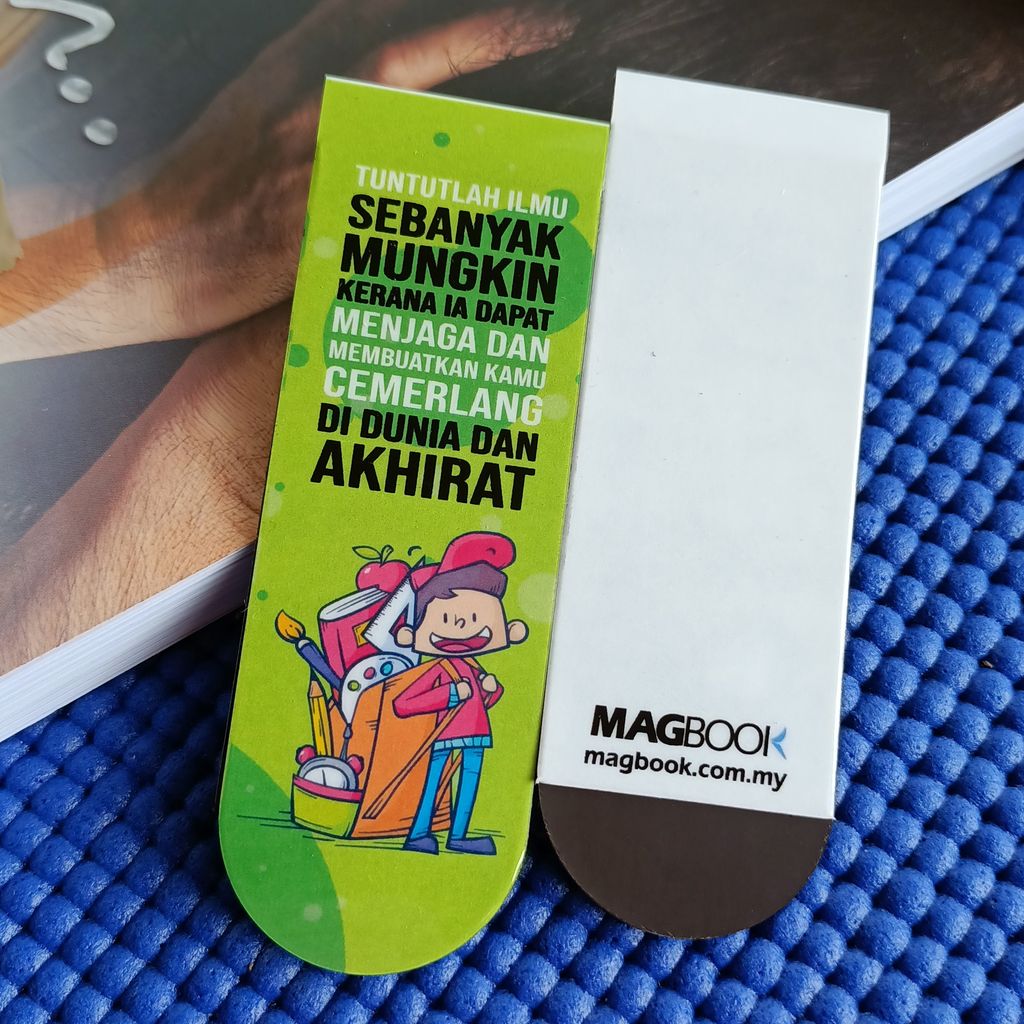 TUNTUTLAH ILMU
SEBANYAK
MUNGKIN
KERANA IA DAPAT
MENJAGA DAN
MEMBUATKAN KAMU
CEMERLANG
DI DUNIA DAN
AKHIRAT
MAGBOOK
magbook.com.my